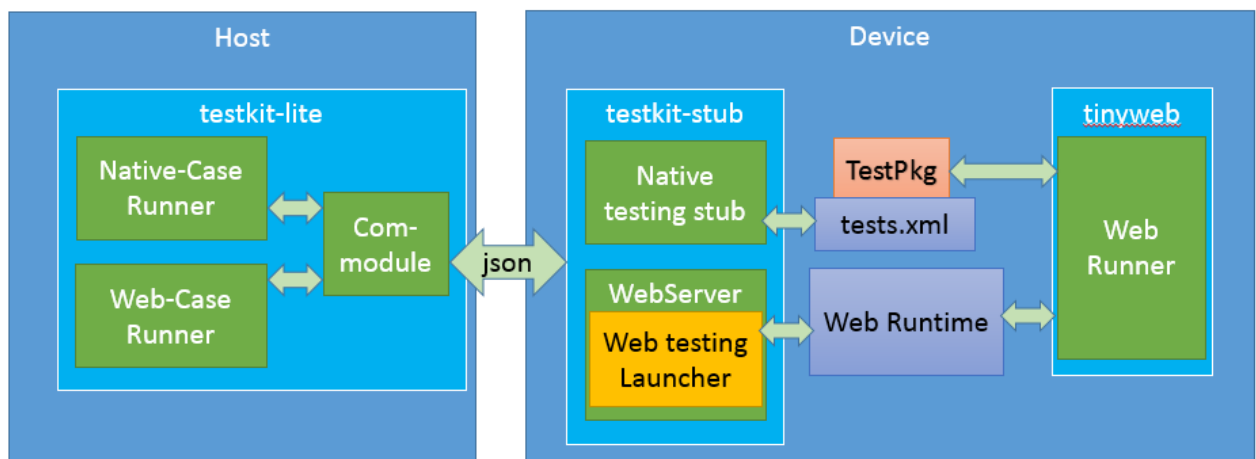 Host
testkit-lite
Native-Case
Runner
Com-
module
Web-Case
Runner
json
Device
testkit-stub
Native
testing stub
WebServer
Web testing
Launcher
TestPkg
tests.xml
Web Runtime
tinyweb
Web
Runner